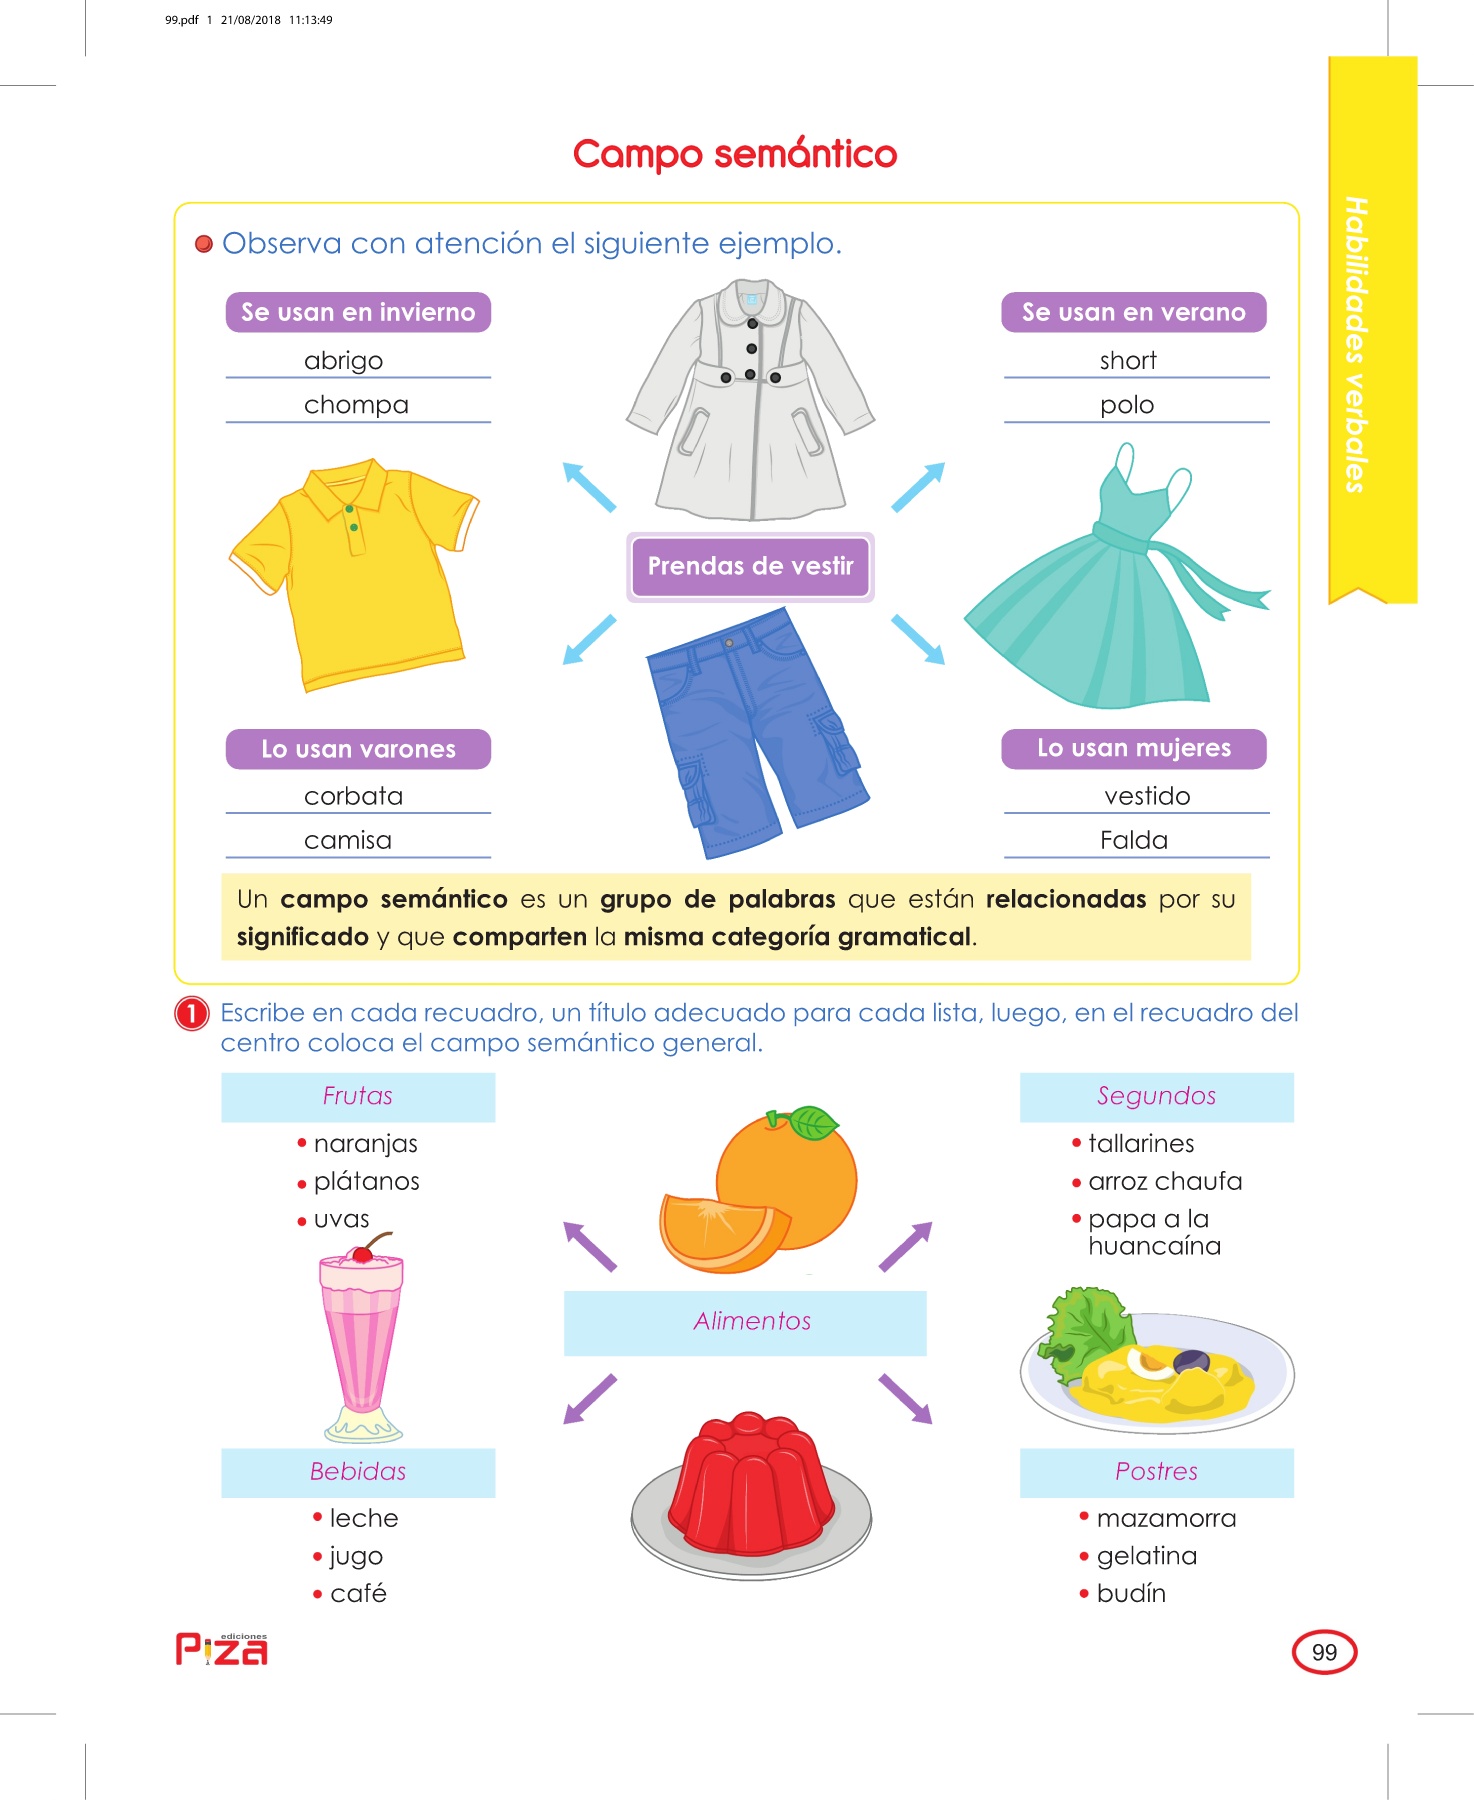 99.pdf 1 21/08/2018 11:13:49
Campo semántico
Habilidades verbales
Observa con atención el siguiente ejemplo.
Se usan en invierno
abrigo
chompa
Se usan en verano
short
polo
Prendas de vestir
Lo usan varones
corbata
camisa
Lo usan mujeres
vestido
Falda
Un campo semántico es un grupo de palabras que están relacionadas por su
significado y que comparten la misma categoría gramatical.
1 Escribe en cada recuadro, un título adecuado para cada lista, luego, en el recuadro del
centro coloca el campo semántico general.
Frutas
• naranjas
• plátanos
• uvas
Segundos
• tallarines
• arroz chaufa
• papa a la
huancaína
Alimentos
Bebidas
• leche
• jugo
• café
Postres
• mazamorra
• gelatina
• budín
ediciones
Piza
99